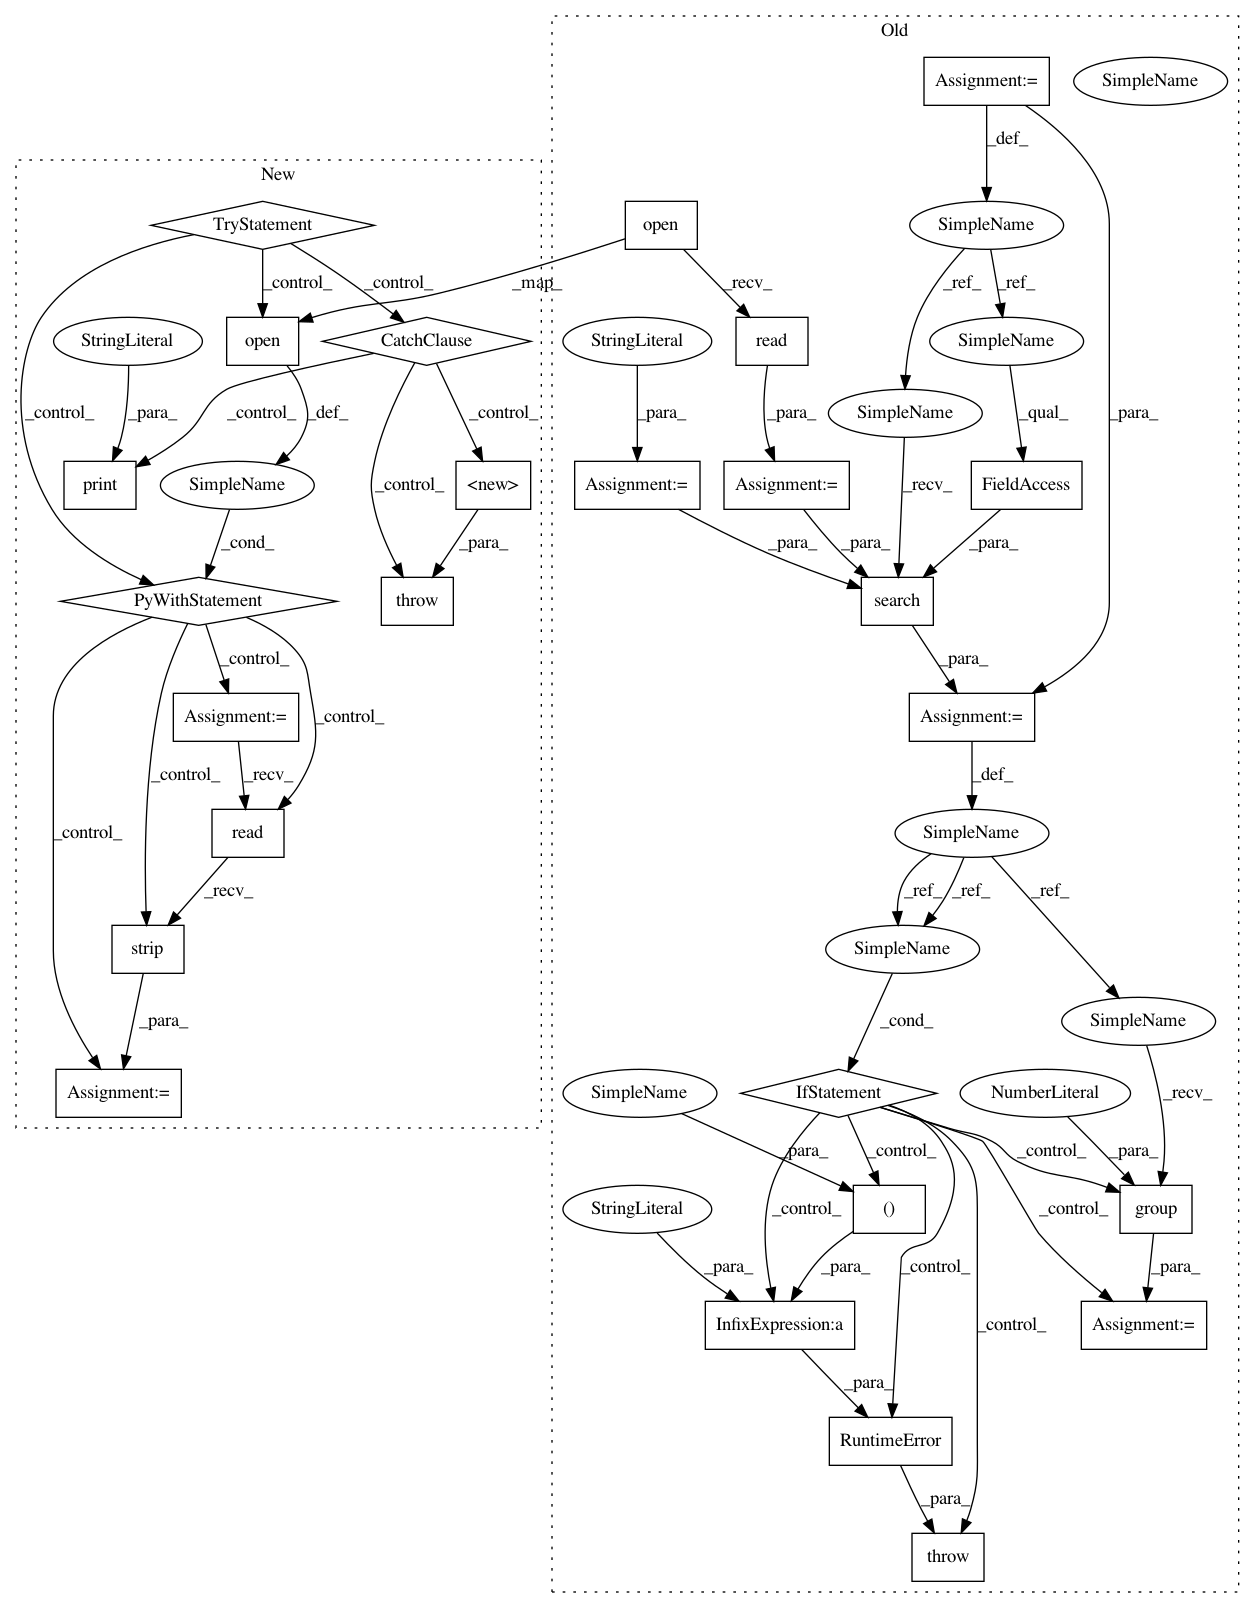 Old
Assignment:=
SimpleName
_def_
New
TryStatement
open
SimpleName
_control_
_control_
_map_
_recv_
_ref_
_ref_
StringLiteral
open
CatchClause
StringLiteral
read
SimpleName
_control_
_para_
_control_
_def_
_control_
_para_
_para_
SimpleName
_qual_
_para_
print
SimpleName
_control_
<new>
Assignment:=
Assignment:=
_recv_
FieldAccess
_cond_
_para_
_para_
_para_
_para_
PyWithStatement
throw
search
_control_
_para_
Assignment:=
_control_
Assignment:=
_control_
_recv_
_def_
_control_
read
SimpleName
_recv_
_ref_
_ref_
_ref_
strip
SimpleName
_para_
_cond_
SimpleName
Assignment:=
SimpleName
IfStatement
NumberLiteral
_recv_
_para_
_control_
_control_
_para_
StringLiteral
_control_
()
_control_
group
_para_
_para_
_control_
_para_
InfixExpression:a
_control_
Assignment:=
_para_
RuntimeError
_para_
throw